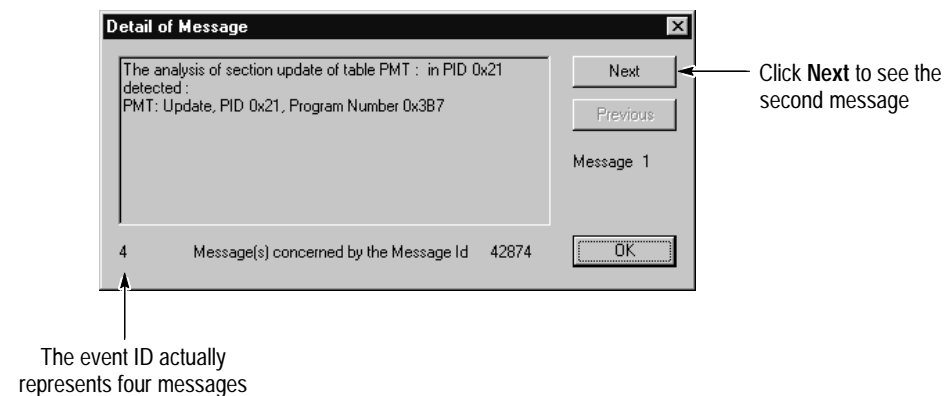 Detail of Message
The analysis of section update of table PMT : in PID 0x21
detected :
PMT: Update, PID 0x21, Program Number 0x3B7
Next
Previous
Message 1
4 Message(s) concerned by the Message Id 42874
OK
Click Next to see the
second message
The event ID actually
represents four messages